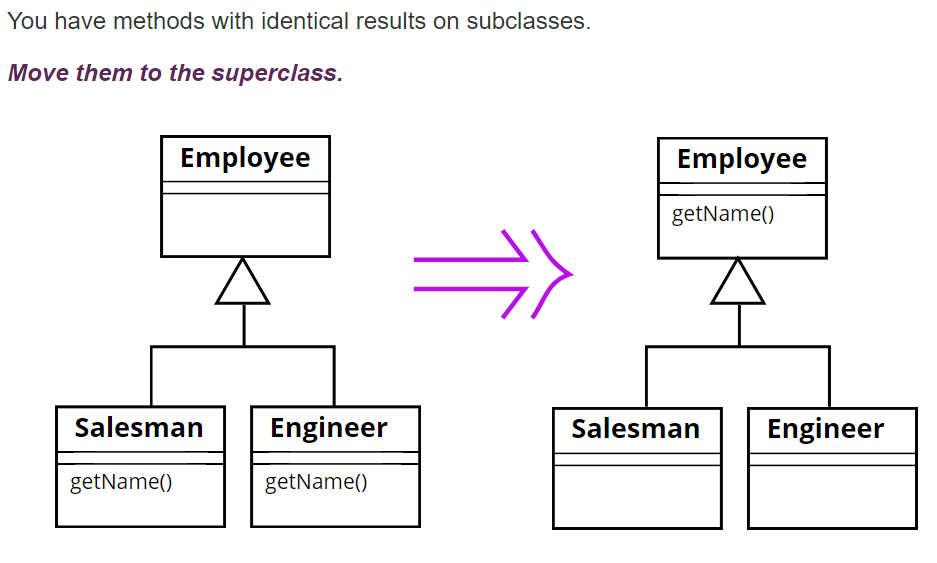 You have methods with identical results on subclasses.
Move them to the superclass.
Employee
Salesman
getName()
Engineer
getName()
Employee
getName()
Salesman
Engineer